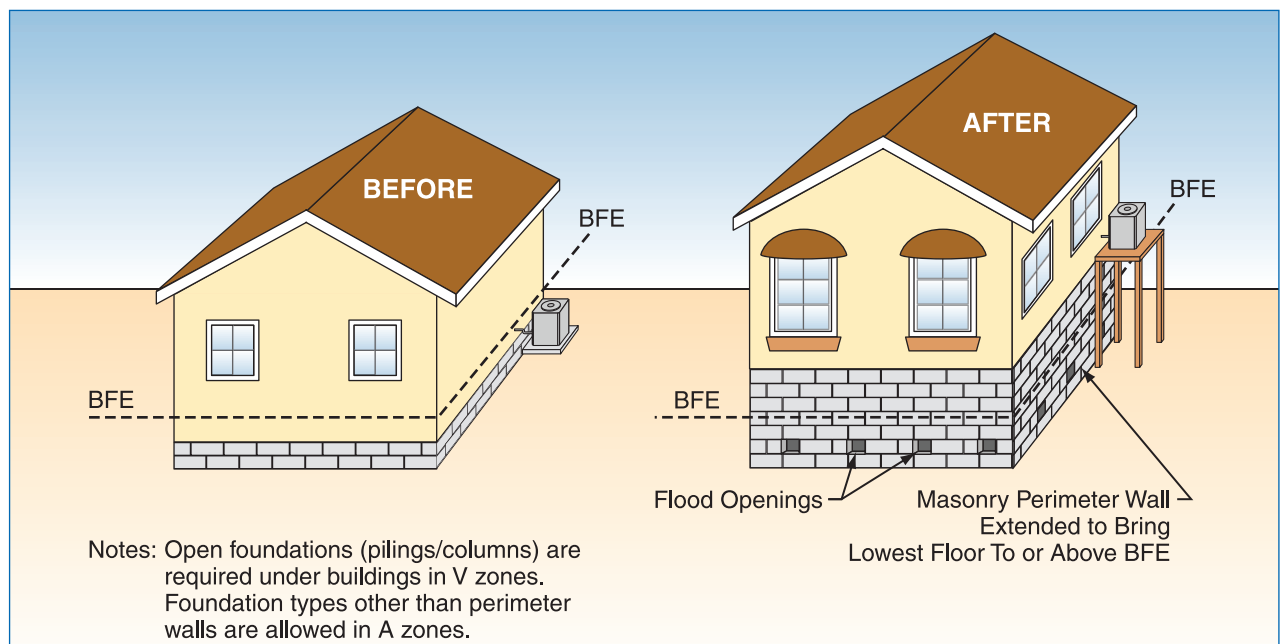 BEFORE
BFE
BFE
Notes: Open foundations (pilings/columns) are
required under buildings in V zones.
Foundation types other than perimeter
walls are allowed in A zones.
AFTER
BFE
BFE
Flood Openings
Masonry Perimeter Wall
Extended to Bring
Lowest Floor To or Above BFE